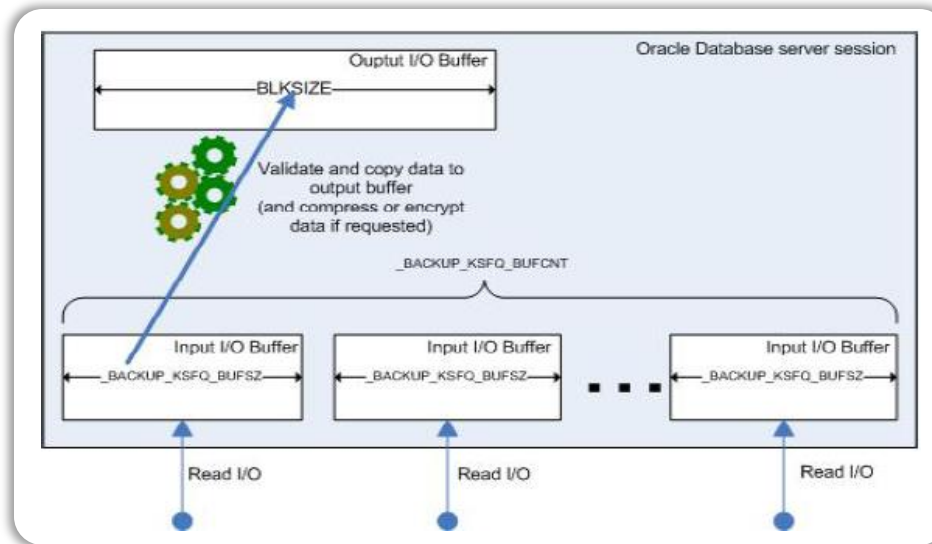 Oracle Database server session
Ouptut I/O Buffer
BLKSIZE
Validate and copy data to
output buffer
(and compress or encrypt
data if requested)
_BACKUP_KSFQ_BUFCNT
Input I/O Buffer
_BACKUP_KSFQ_BUFSZ
Input I/O Buffer
_BACKUP_KSFQ_BUFSZ
Input I/O Buffer
_BACKUP_KSFQ_BUFSZ
Read I/O
Read I/O
Read I/O